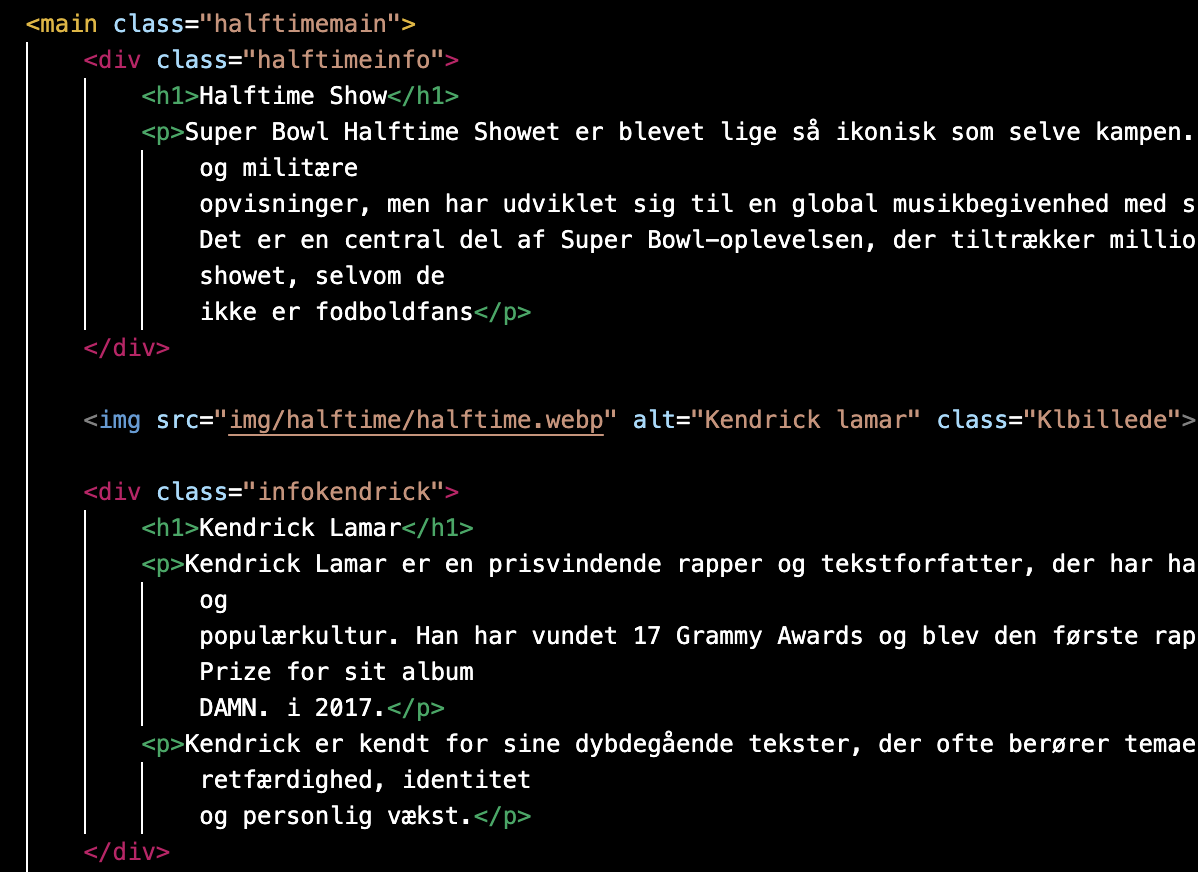 <main class="halftimemain">
<div class="halftimeinfo">
<h1>Halftime Show</h1>
<p>Super Bowl Halftime Showet er blevet lige så ikonisk som selve kampen.
og militære
opvisninger, men har udviklet sig til en global musikbegivenhed med s
Det er en central del af Super Bowl-oplevelsen, der tiltrækker millio
showet, selvom de
ikke er fodboldfans</p>
</div>
<img src="img/halftime/halftime.webp" alt="Kendrick lamar" class="Klbillede">
<div class="infokendrick">
<h1>Kendrick Lamar</h1>
<p>Kendrick Lamar er en prisvindende rapper og tekstforfatter, der har ha
og
populærkultur. Han har vundet 17 Grammy Awards og blev den første rap
Prize for sit album
DAMN. i 2017.</p>
<p>Kendrick er kendt for sine dybdegående tekster, der ofte berører temae
retfærdighed, identitet
og personlig vækst.</p>
</div>